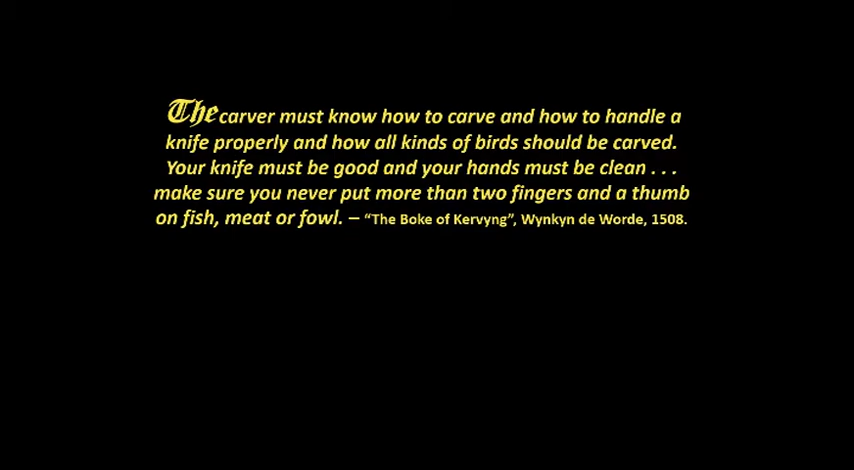 The carver must know how to carve and how to handle a
knife properly and how all kinds of birds should be carved.
Your knife must be good and your hands must be clean . . .
make sure you never put more than two fingers and a thumb
on fish, meat or fowl. – “The Boke of Kervyng”, Wynkyn de Worde, 1508.